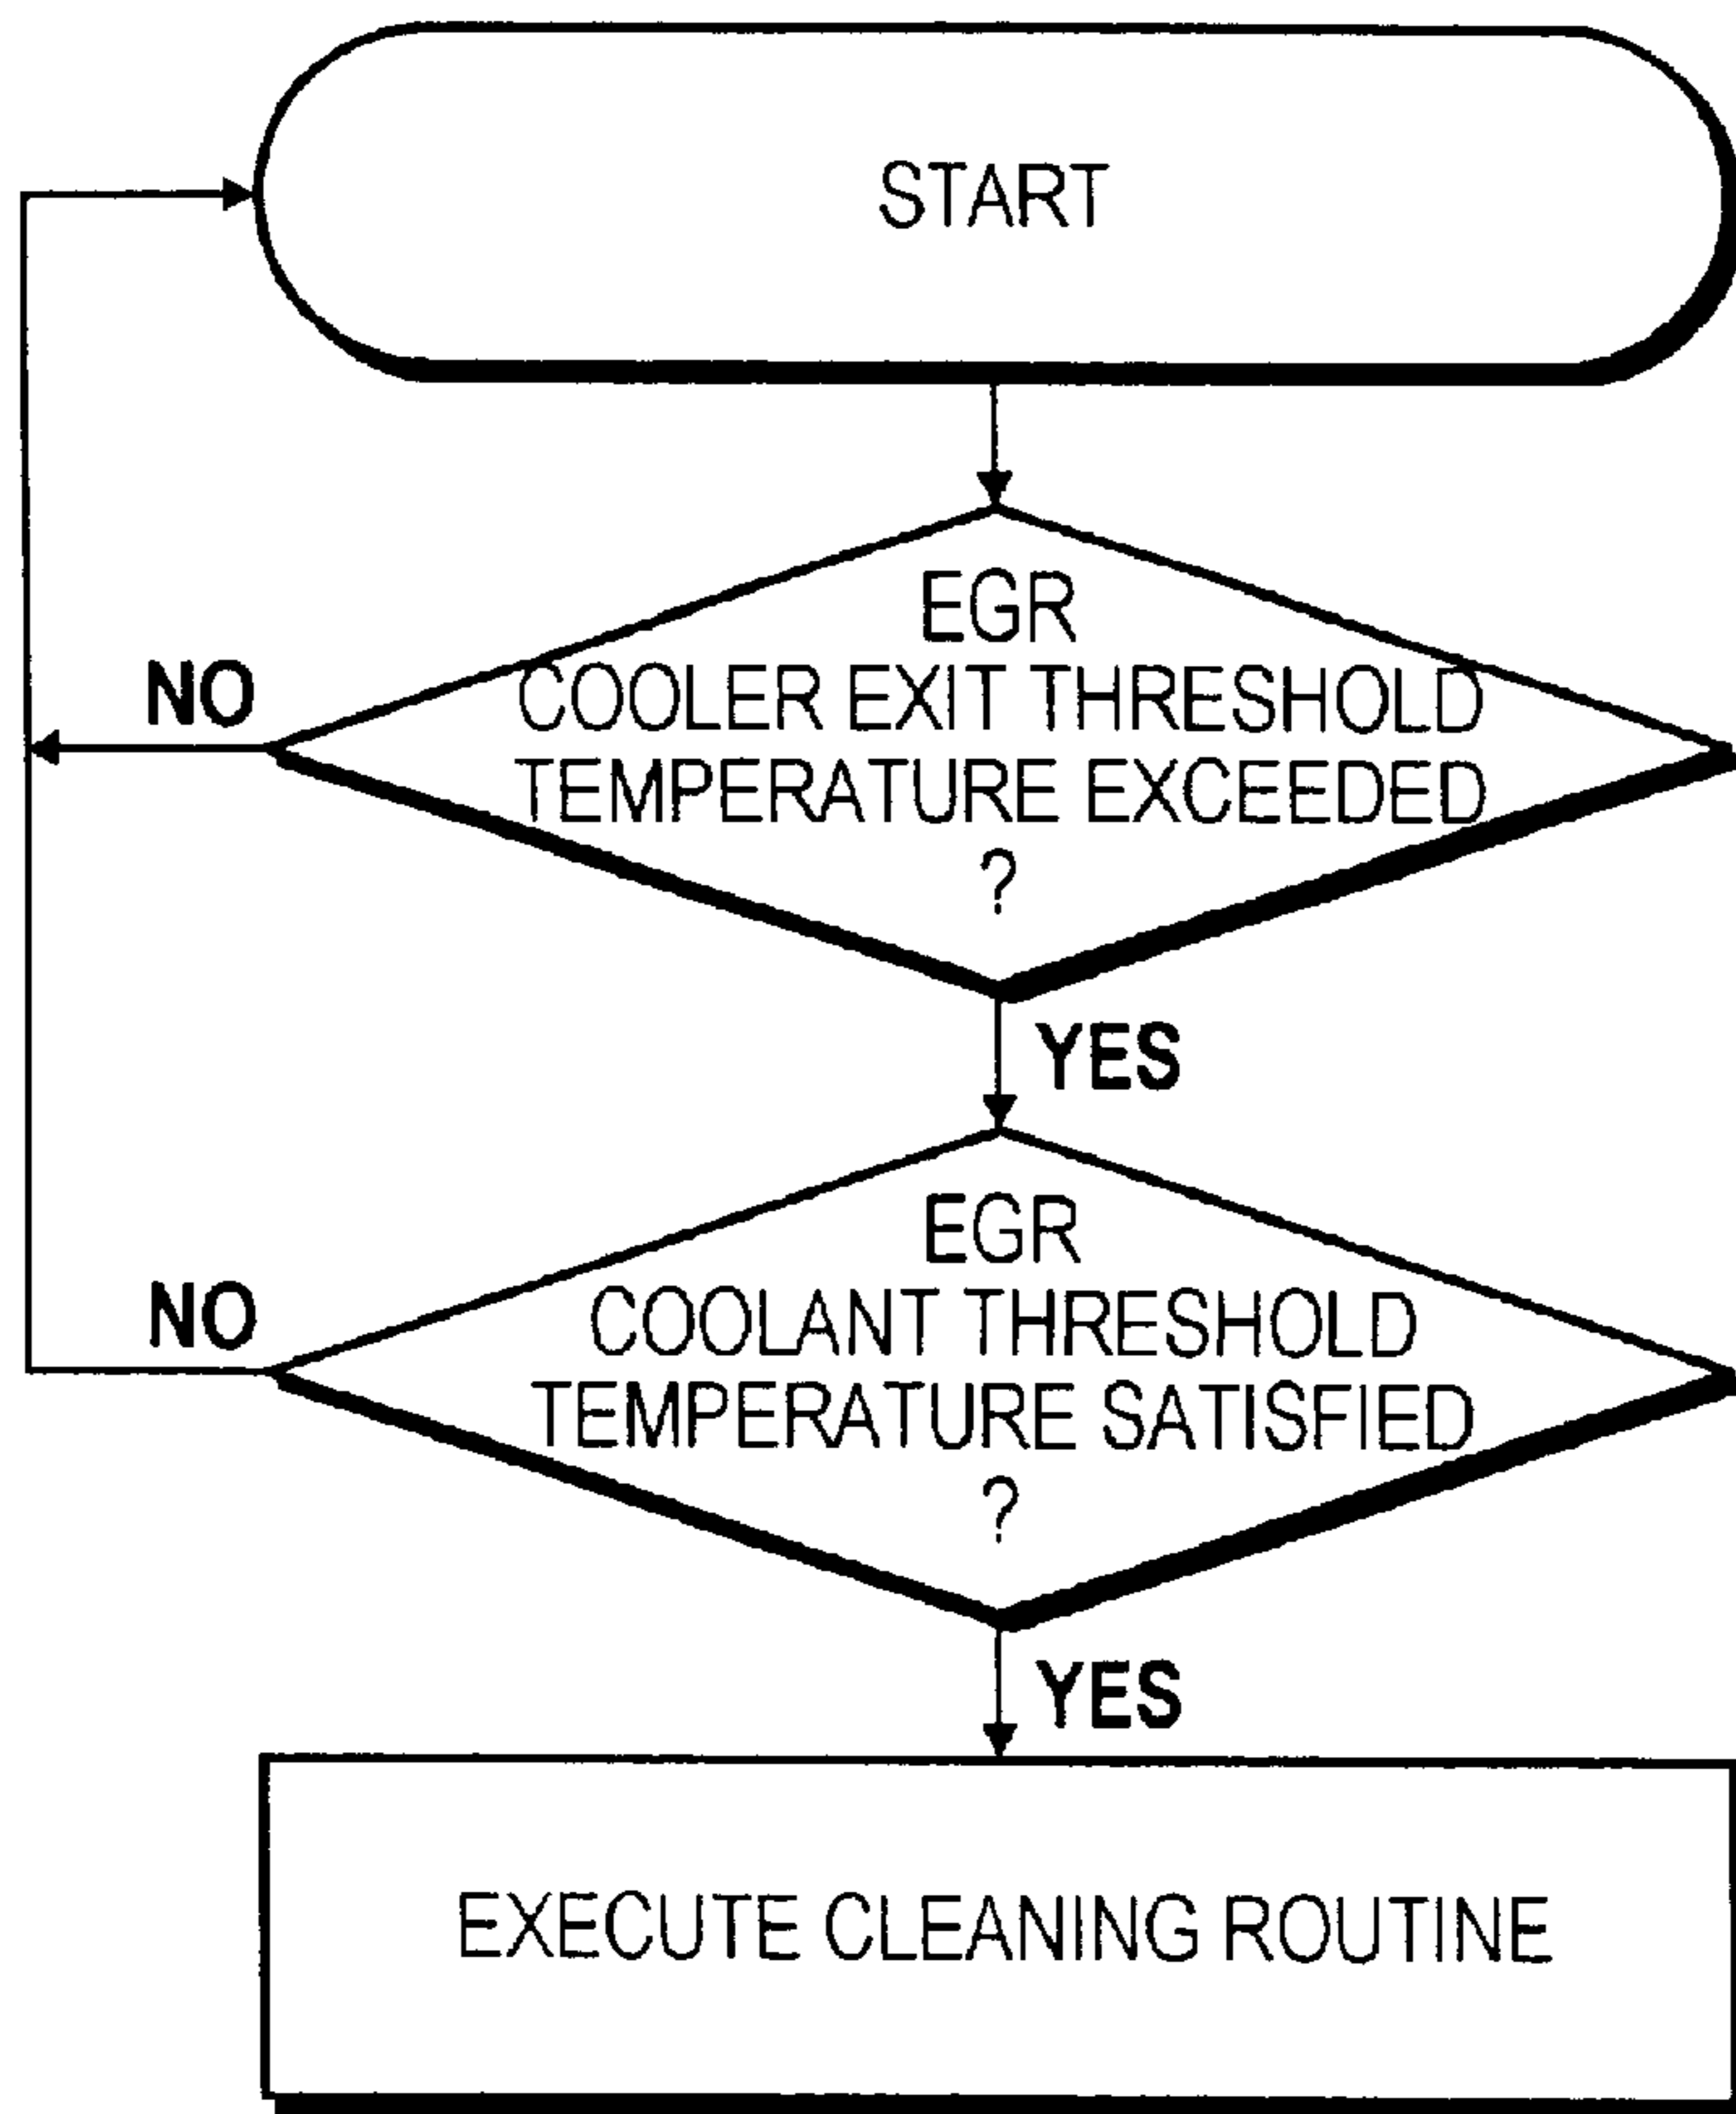 START
EGR
COOLER EXIT THRESHOLD
TEMPERATURE EXCEEDED
?
NO
YES
EGR
COOLANT THRESHOLD
TEMPERATURE SATISFIED
?
NO
YES
EXECUTE CLEANING ROUTINE